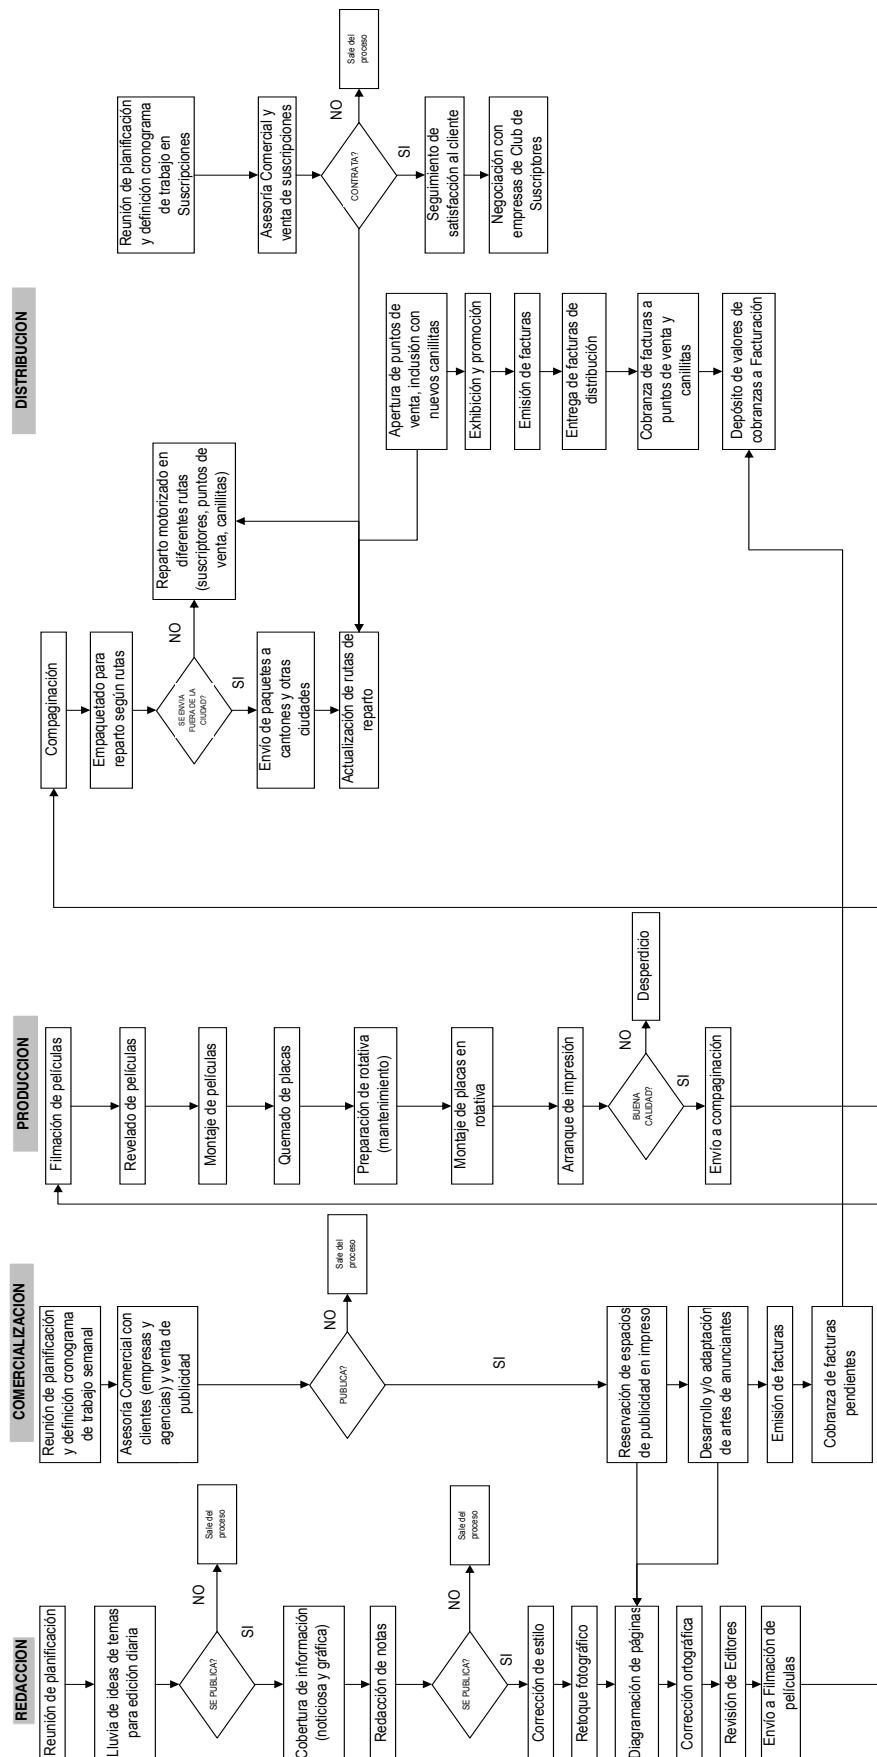 REDACCION
Reunión de planificación
Lluvia de ideas de temas
para edición diaria
SE PUBLICA?
NO
Sale del
proceso
SI
Cobertura de información
(noticiosa y gráfica)
Redacción de notas
SE PUBLICA?
NO
Sale del
proceso
SI
Corrección de estilo
Retoque fotográfico
Diagramación de páginas
Corrección ortográfica
Revisión de Editores
Envío a Filmación de
películas
COMERCIALIZACION
Reunión de planificación
y definición cronograma
de trabajo semanal
Asesoría Comercial con
clientes (empresas y
agencias) y venta de
publicidad
PUBLICA?
NO
Sale del
proceso
SI
Reservación de espacios
de publicidad en impreso
Desarrollo y/o adaptación
de artes de anunciantes
Emisión de facturas
Cobranza de facturas
pendientes
PRODUCCION
Filmación de películas
Revelado de películas
Montaje de películas
Quemado de placas
Preparación de rotativa
(mantenimiento)
Montaje de placas en
rotativa
Arranque de impresión
BUENA
CALIDAD?
NO
Desperdicio
SI
Envío a compaginación
DISTRIBUCION
Compaginación
Empaquetado para
reparto según rutas
SE ENVIA
FUERA DE LA
CIUDAD?
NO
Reparto motorizado en
diferentes rutas
(suscriptores, puntos de
venta, canillitas)
SI
Envío de paquetes a
cantones y otras
ciudades
Actualización de rutas de
reparto
Apertura de puntos de
venta, inclusión con
nuevos canillitas
Exhibición y promoción
Emisión de facturas
Entrega de facturas de
distribución
Cobranza de facturas a
puntos de venta y
canillitas
Depósito de valores de
cobranzas a Facturación
Reunión de planificación
y definición cronograma
de trabajo en
Suscripciones
Asesoría Comercial y
venta de suscripciones
CONTRATA?
NO
Sale del
proceso
SI
Seguimiento de
satisfacción al cliente
Negociación con
empresas de Club de
Suscriptores